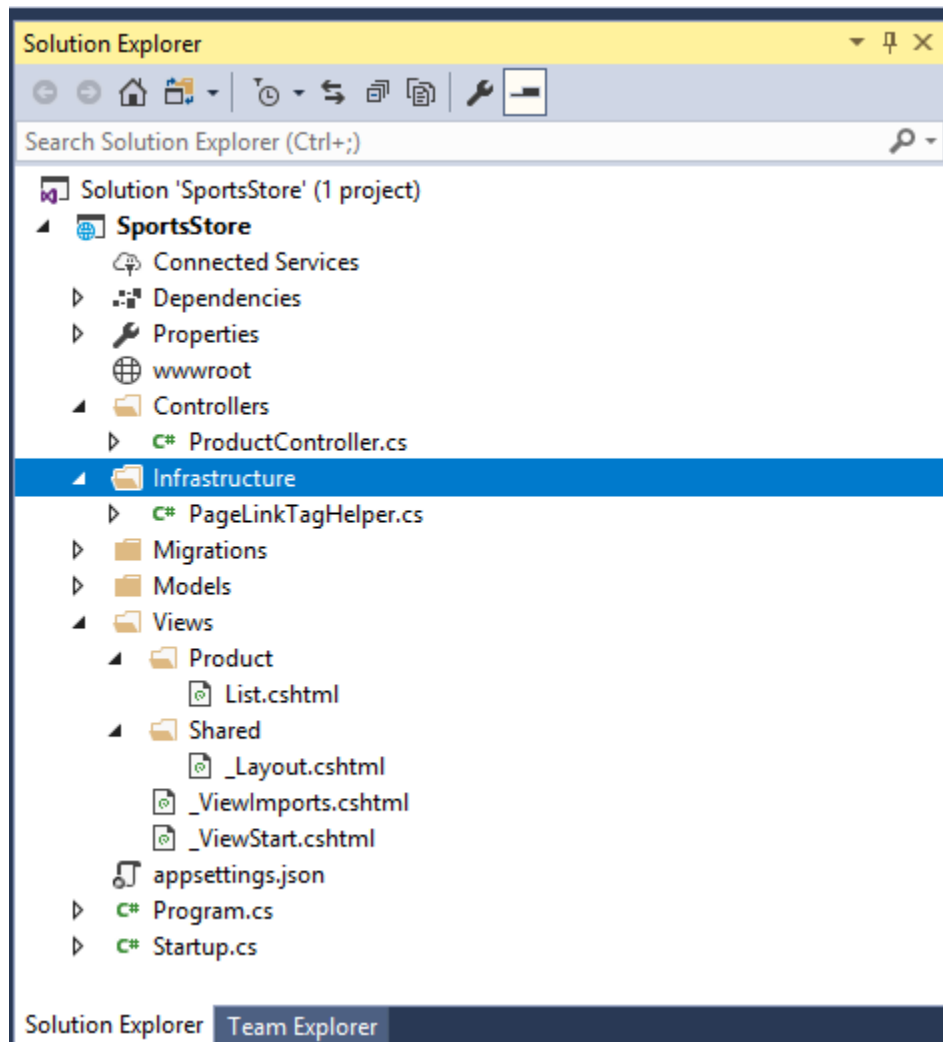 Solution Explorer
Search Solution Explorer (Ctrl+;)
Solution 'SportsStore' (1 project)
SportsStore
Connected Services
Dependencies
Properties
wwwroot
Controllers
C# ProductController.cs
Infrastructure
C# PageLinkTagHelper.cs
Migrations
Models
Views
Product
List.cshtml
Shared
_Layout.cshtml
_ViewImports.cshtml
_ViewStart.cshtml
appsettings.json
C# Program.cs
C# Startup.cs
Solution Explorer Team Explorer